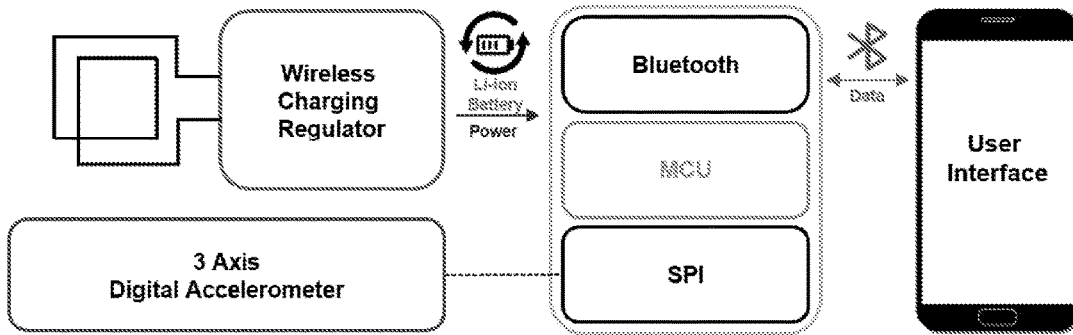 Wireless
Charging
Regulator
Li-Ion
Battery
Power
Bluetooth
MCU
SPI
3 Axis
Digital Accelerometer
Data
User
Interface